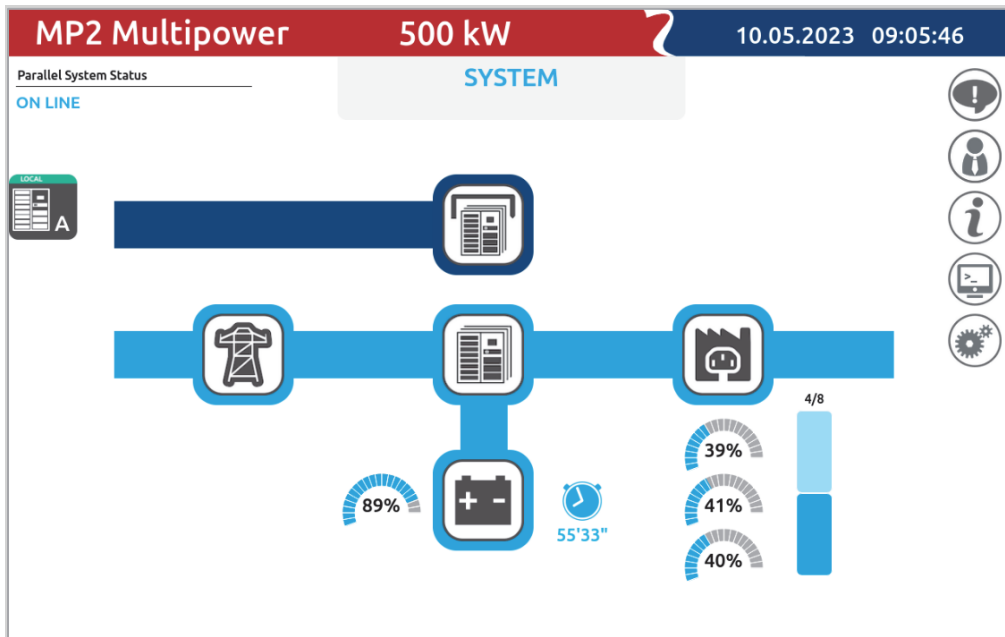 MP2 Multipower 500 kW 10.05.2023 09:05:46
Parallel System Status
SYSTEM
ON LINE
LOCAL
A
4/8
39%
89%
41%
55'33"
40%